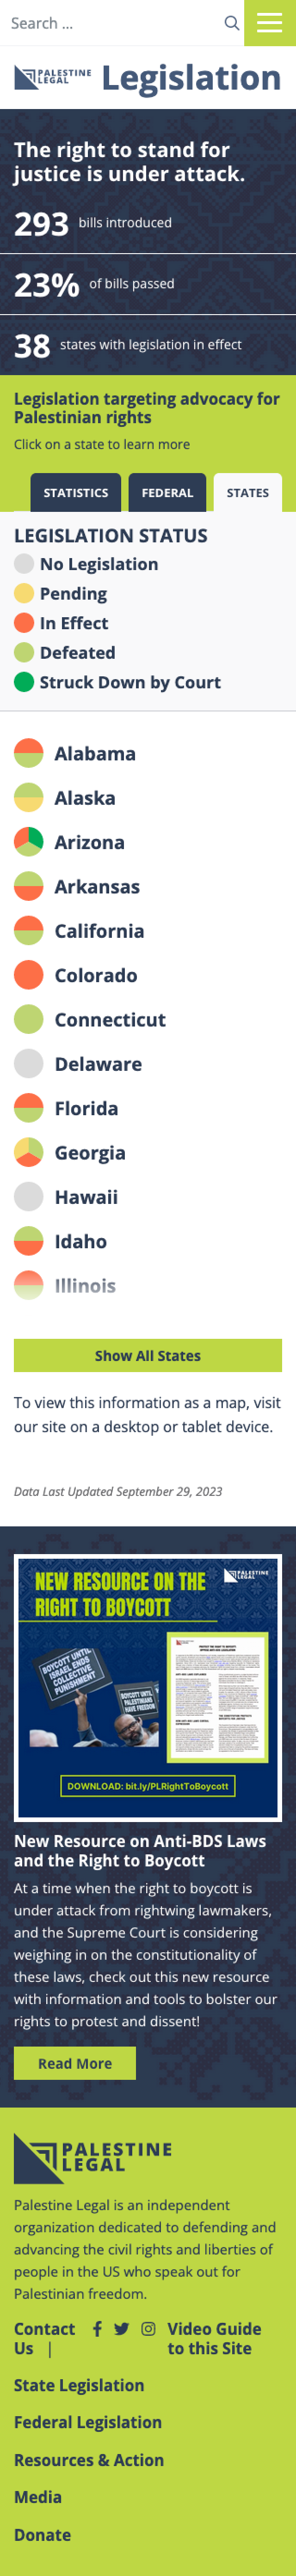 Search ...
PALESTINE
LEGAL
Legislation
The right to stand for
justice is under attack.
293 bills introduced
23% of bills passed
38 states with legislation in effect
Legislation targeting advocacy for
Palestinian rights
Click on a state to learn more
STATISTICS FEDERAL STATES
LEGISLATION STATUS
No Legislation
Pending
In Effect
Defeated
Struck Down by Court
Alabama
Alaska
Arizona
Arkansas
California
Colorado
Connecticut
Delaware
Florida
Georgia
Hawaii
Idaho
Illinois
Show All States
To view this information as a map, visit
our site on a desktop or tablet device.
Data Last Updated September 29, 2023
PALESTINE
LEGAL
NEW RESOURCE ON THE
RIGHT TO BOYCOTT
BOYCOTT UNTIL
ISRAEL ENDS
COLLECTIVE
PUNISHMENT
BOYCOTT
UNTIL
PALESTINIANS
HAVE FREEDOM
DOWNLOAD: bit.ly/PLRightToBoycott
New Resource on Anti-BDS Laws
and the Right to Boycott
At a time when the right to boycott is
under attack from rightwing lawmakers,
and the Supreme Court is considering
weighing in on the constitutionality of
these laws, check out this new resource
with information and tools to bolster our
rights to protest and dissent!
Read More
PALESTINE
LEGAL
Palestine Legal is an independent
organization dedicated to defending and
advancing the civil rights and liberties of
people in the US who speak out for
Palestinian freedom.
Contact
Us |
Video Guide
to this Site
State Legislation
Federal Legislation
Resources & Action
Media
Donate